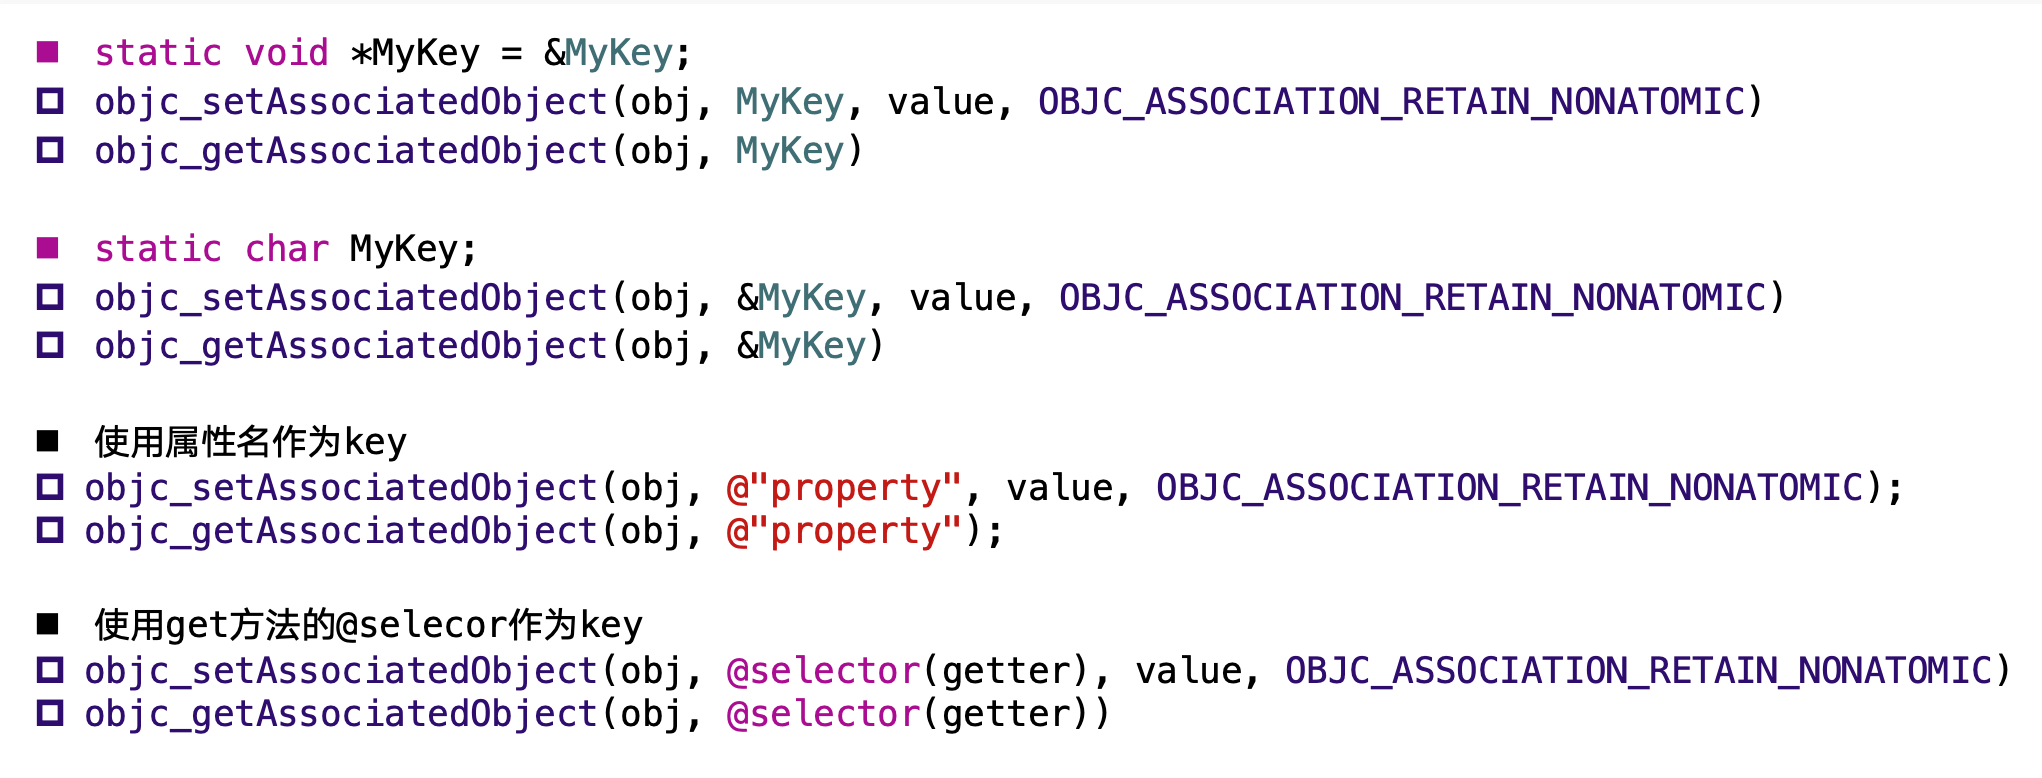 static void *MyKey = &MyKey;
objc_setAssociatedObject(obj, MyKey, value, OBJC_ASSOCIATION_RETAIN_NONATOMIC)
objc_getAssociatedObject(obj, MyKey)
static char MyKey;
objc_setAssociatedObject(obj, &MyKey, value, OBJC_ASSOCIATION_RETAIN_NONATOMIC)
objc_getAssociatedObject(obj, &MyKey)
使用属性名作为key
objc_setAssociatedObject(obj, @"property", value, OBJC_ASSOCIATION_RETAIN_NONATOMIC);
objc_getAssociatedObject(obj, @"property");
使用get方法的@selecor作为key
objc_setAssociatedObject(obj, @selector(getter), value, OBJC_ASSOCIATION_RETAIN_NONATOMIC)
objc_getAssociatedObject(obj, @selector(getter))